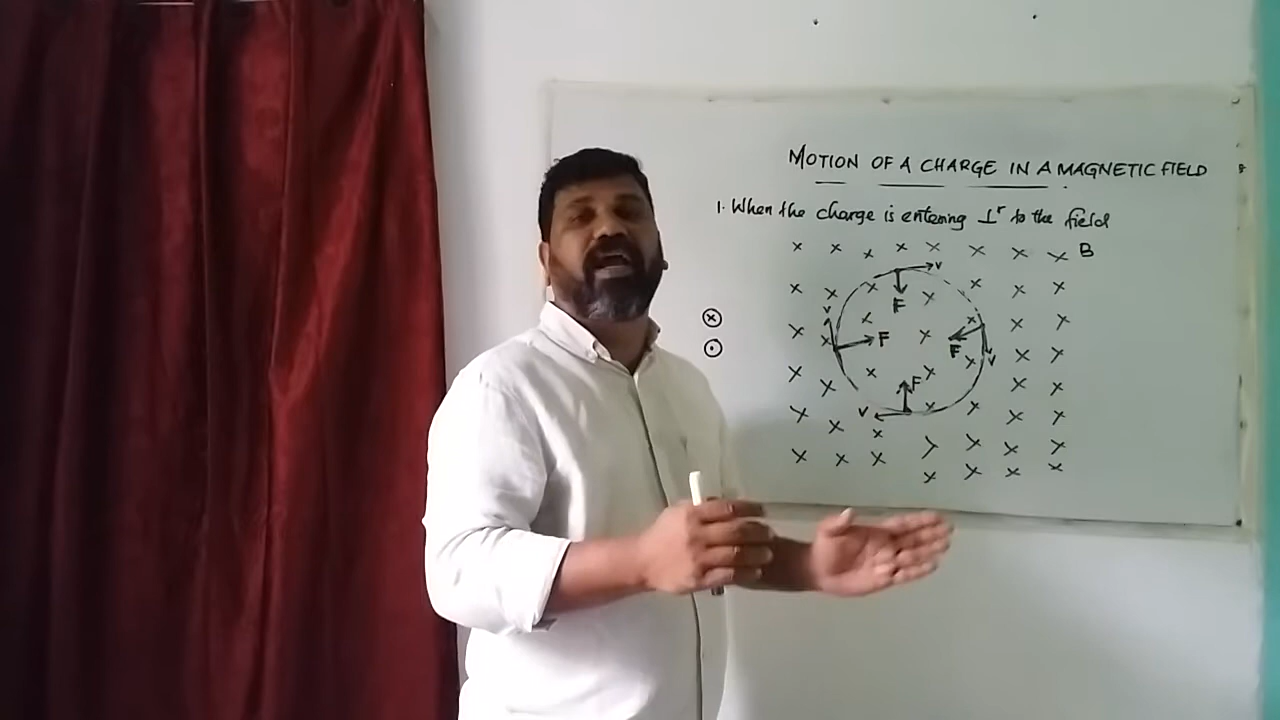 MOTION OF A CHARGE IN A MAGNETIC FIELD
1. When the charge is entering ⊥r to the field
B
v
F
v
F
F
v
F
v